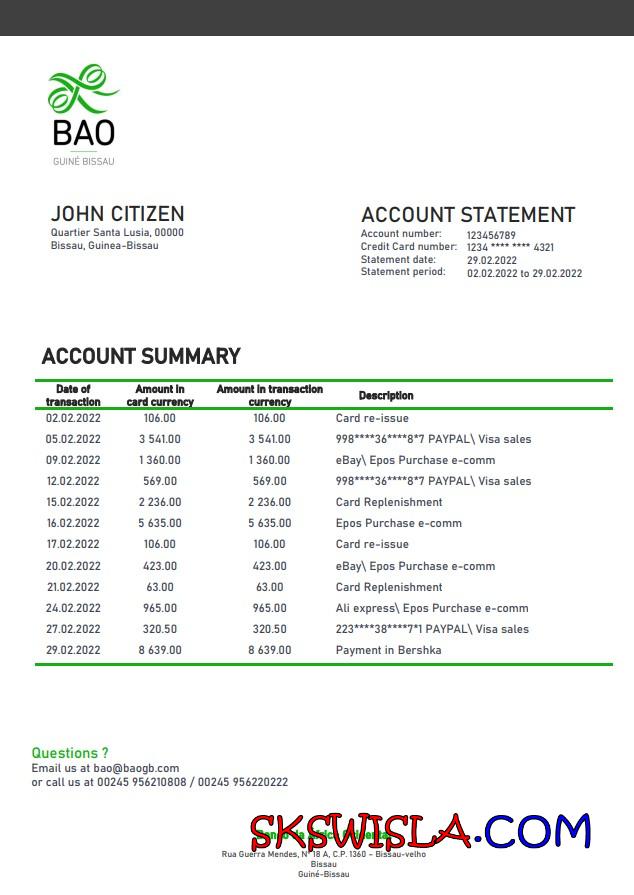 BAO
GUINÉ BISSAU
JOHN CITIZEN
Quartier Santa Lusia, 00000
Bissau, Guinea-Bissau
ACCOUNT STATEMENT
Account number: 123456789
Credit Card number: 1234 **** **** 4321
Statement date: 29.02.2022
Statement period: 02.02.2022 to 29.02.2022
ACCOUNT SUMMARY
Date of transaction Amount in card currency Amount in transaction currency Description
02.02.2022 106.00 106.00 Card re-issue
05.02.2022 3 541.00 3 541.00 998****36****8*7 PAYPAL\ Visa sales
09.02.2022 1 360.00 1 360.00 eBay\ Epos Purchase e-comm
12.02.2022 569.00 569.00 998****36****8*7 PAYPAL\ Visa sales
15.02.2022 2 236.00 2 236.00 Card Replenishment
16.02.2022 5 635.00 5 635.00 Epos Purchase e-comm
17.02.2022 106.00 106.00 Card re-issue
20.02.2022 423.00 423.00 eBay\ Epos Purchase e-comm
21.02.2022 63.00 63.00 Card Replenishment
24.02.2022 965.00 965.00 Ali express\ Epos Purchase e-comm
27.02.2022 320.50 320.50 223****38****7*1 PAYPAL\ Visa sales
29.02.2022 8 639.00 8 639.00 Payment in Bershka
Questions ?
Email us at bao@baogb.com
or call us at 00245 956210808 / 00245 956220222
SKSWISLA.COM
Rua Guerra Mendes, Nº 18 A, C.P. 1360 – Bissau-velho
Bissau
Guiné-Bissau